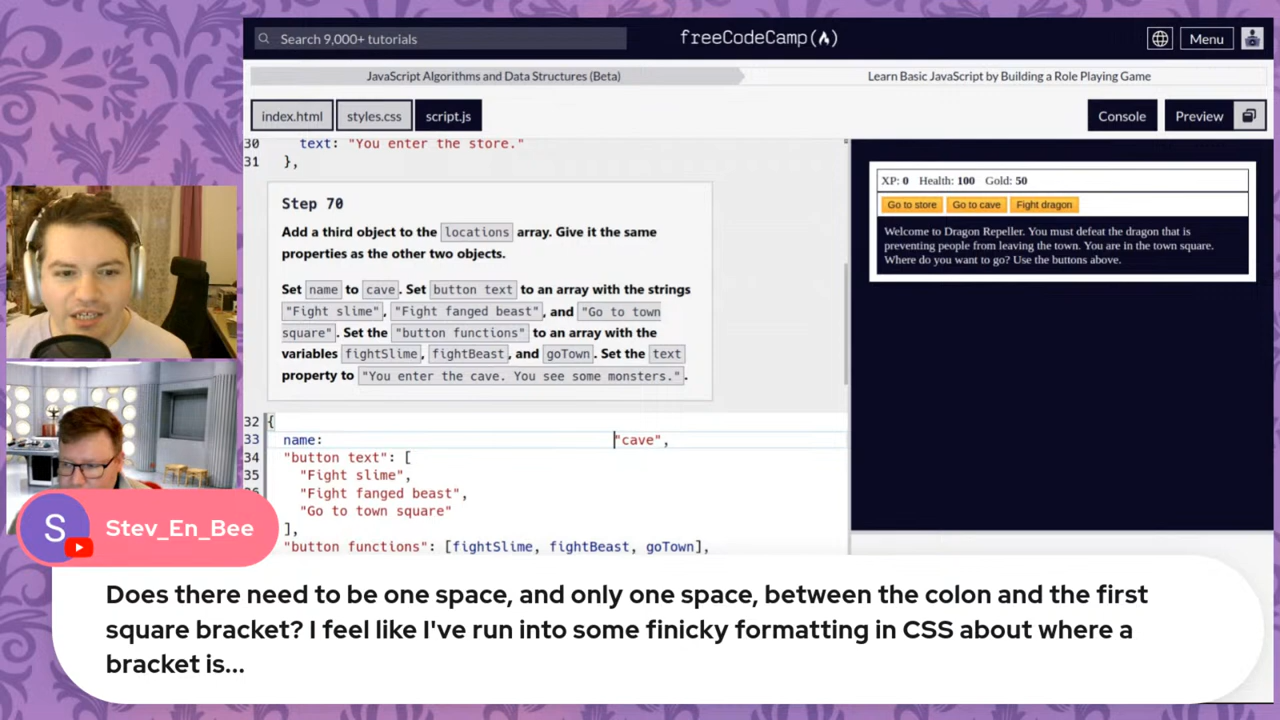 Search 9,000+ tutorials
freeCodeCamp
Menu
JavaScript Algorithms and Data Structures (Beta)
Learn Basic JavaScript by Building a Role Playing Game
index.html
styles.css
script.js
Console
Preview
30 text: "You enter the store."
31 },
Step 70
Add a third object to the locations array. Give it the same
properties as the other two objects.
Set name to cave. Set button text to an array with the strings
"Fight slime", "Fight fanged beast", and "Go to town
square". Set the "button functions" to an array with the
variables fightSlime, fightBeast, and goTown. Set the text
property to "You enter the cave. You see some monsters.".
32 {
33 name: "cave",
34 "button text": [
35 "Fight slime",
"Fight fanged beast",
"Go to town square"
],
"button functions": [fightSlime, fightBeast, goTown],
XP: 0 Health: 100 Gold: 50
Go to store
Go to cave
Fight dragon
Welcome to Dragon Repeller. You must defeat the dragon that is
preventing people from leaving the town. You are in the town square.
Where do you want to go? Use the buttons above.
S
Stev_En_Bee
Does there need to be one space, and only one space, between the colon and the first
square bracket? I feel like I've run into some finicky formatting in CSS about where a
bracket is...